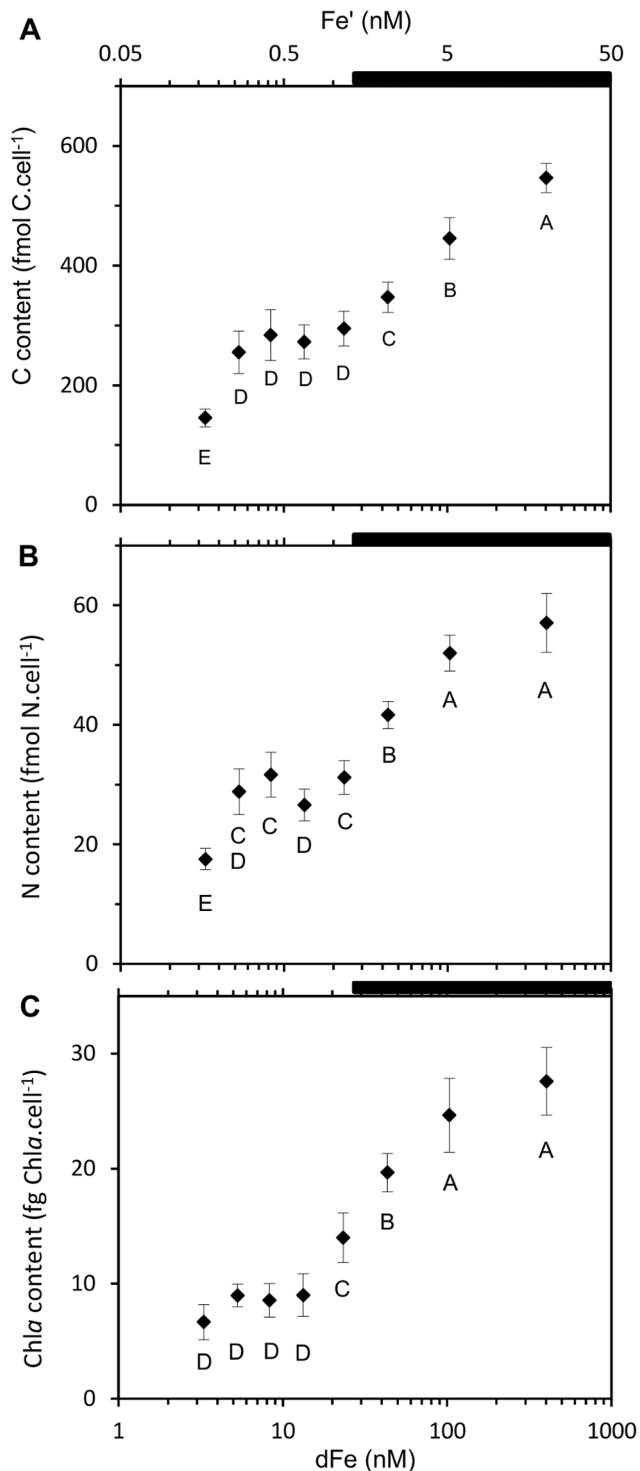 A
Fe' (nM)
0.05 0.5 5 50
C content (fmol C.cell⁻¹)
600
400
200
0
A
B
C
D D D D
E
B
N content (fmol N.cell⁻¹)
60
40
20
0
A A
B
C C D C
D
E
C
Chla content (fg Chla.cell⁻¹)
30
20
10
0
A
A
B
C
D D D D
1 10 100 1000
dFe (nM)